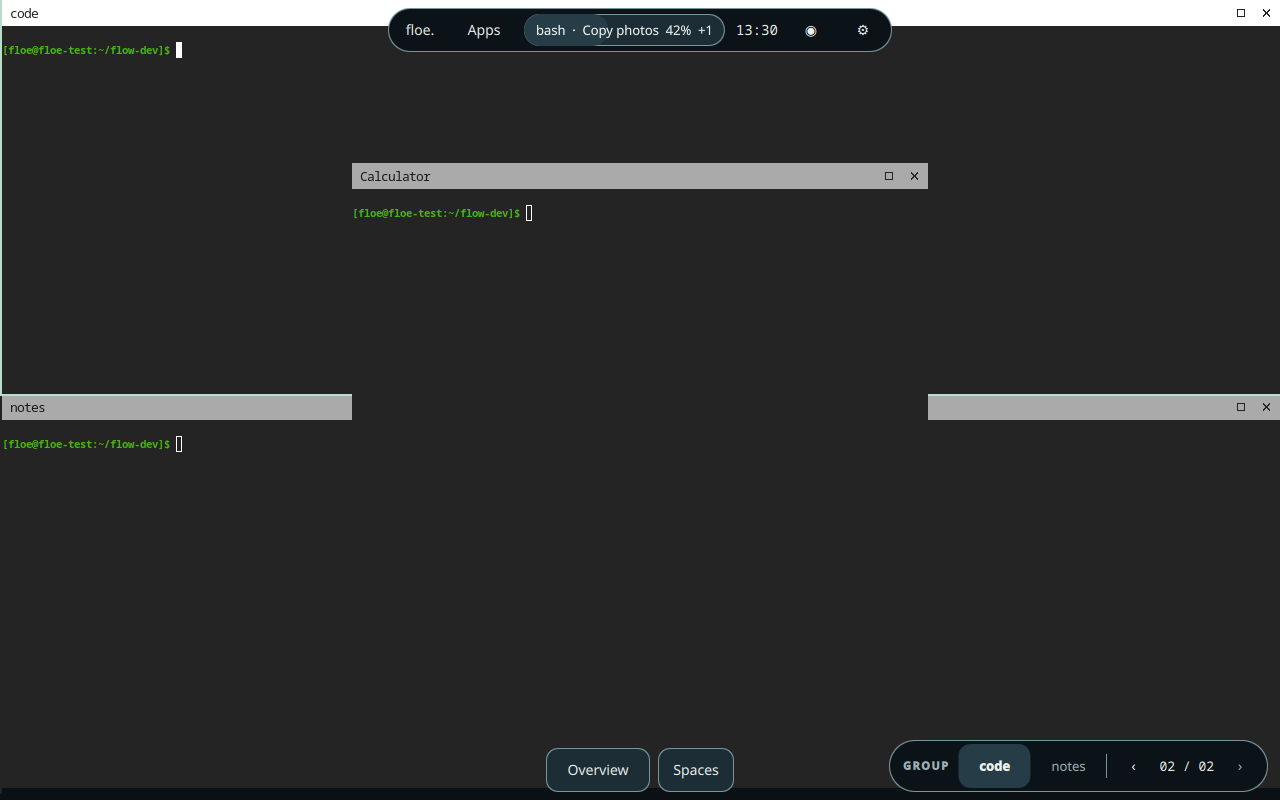 code
floe. Apps bash · Copy photos 42% +1 13:30
[floe@floe-test:~/flow-dev]$
Calculator
[floe@floe-test:~/flow-dev]$
notes
[floe@floe-test:~/flow-dev]$
Overview Spaces
GROUP code notes ‹ 02 / 02 ›